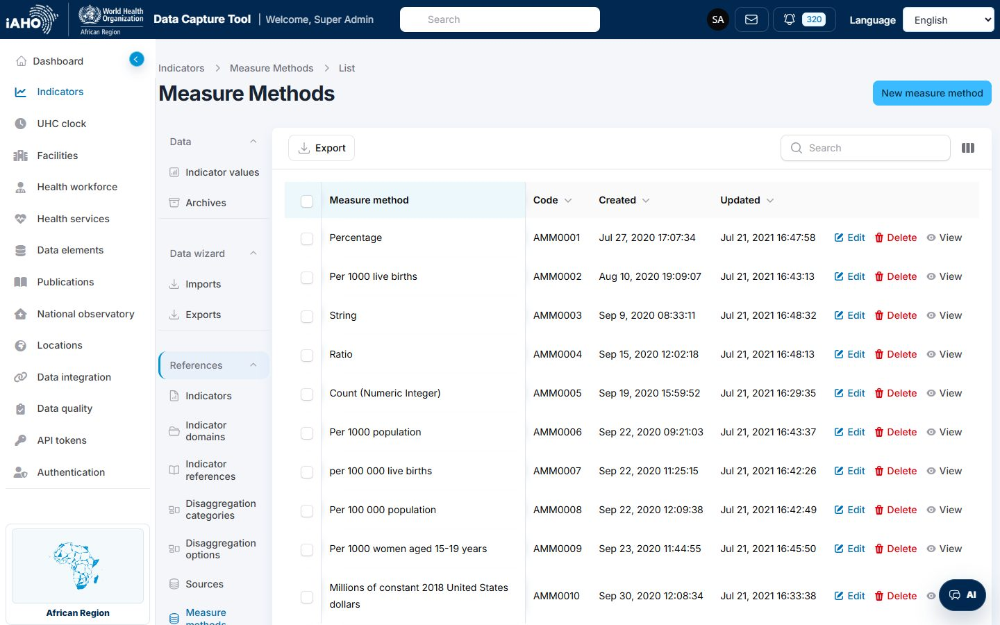 iAHO
World Health
Organization
African Region
Data Capture Tool
Welcome, Super Admin
Search
SA
320
Language
English
Dashboard
Indicators
UHC clock
Facilities
Health workforce
Health services
Data elements
Publications
National observatory
Locations
Data integration
Data quality
API tokens
Authentication
African Region
Indicators
Measure Methods
List
Measure Methods
New measure method
Data
Indicator values
Archives
Data wizard
Imports
Exports
References
Indicators
Indicator
domains
Indicator
references
Disaggregation
categories
Disaggregation
options
Sources
Measure
methods
Export
Search
Measure method Code Created Updated
Percentage AMM0001 Jul 27, 2020 17:07:34 Jul 21, 2021 16:47:58 Edit Delete View
Per 1000 live births AMM0002 Aug 10, 2020 19:09:07 Jul 21, 2021 16:43:13 Edit Delete View
String AMM0003 Sep 9, 2020 08:33:11 Jul 21, 2021 16:48:32 Edit Delete View
Ratio AMM0004 Sep 15, 2020 12:02:18 Jul 21, 2021 16:48:13 Edit Delete View
Count (Numeric Integer) AMM0005 Sep 19, 2020 15:59:52 Jul 21, 2021 16:29:35 Edit Delete View
Per 1000 population AMM0006 Sep 22, 2020 09:21:03 Jul 21, 2021 16:43:37 Edit Delete View
per 100 000 live births AMM0007 Sep 22, 2020 11:25:15 Jul 21, 2021 16:42:26 Edit Delete View
Per 100 000 population AMM0008 Sep 22, 2020 12:09:38 Jul 21, 2021 16:42:49 Edit Delete View
Per 1000 women aged 15-19 years AMM0009 Sep 23, 2020 11:44:55 Jul 21, 2021 16:45:50 Edit Delete View
Millions of constant 2018 United States
dollars AMM0010 Sep 30, 2020 12:08:34 Jul 21, 2021 16:33:38 Edit Delete
AI